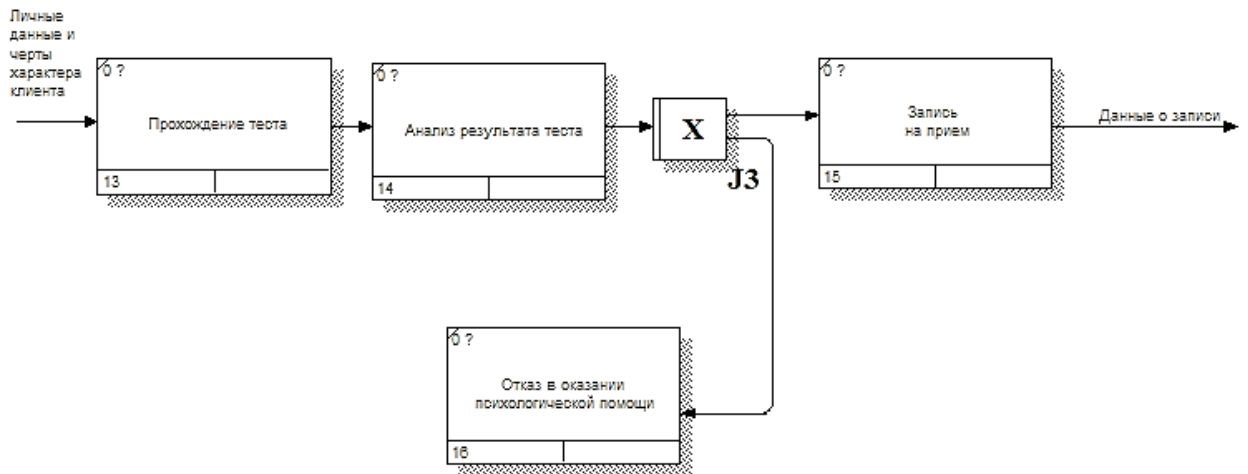 Личные
данные и
черты
характера
клиента
0 ?
Прохождение теста
13
0 ?
Анализ результата теста
14
X
J3
0 ?
Запись
на прием
15
Данные о записи
0 ?
Отказ в оказании
психологической помощи
16